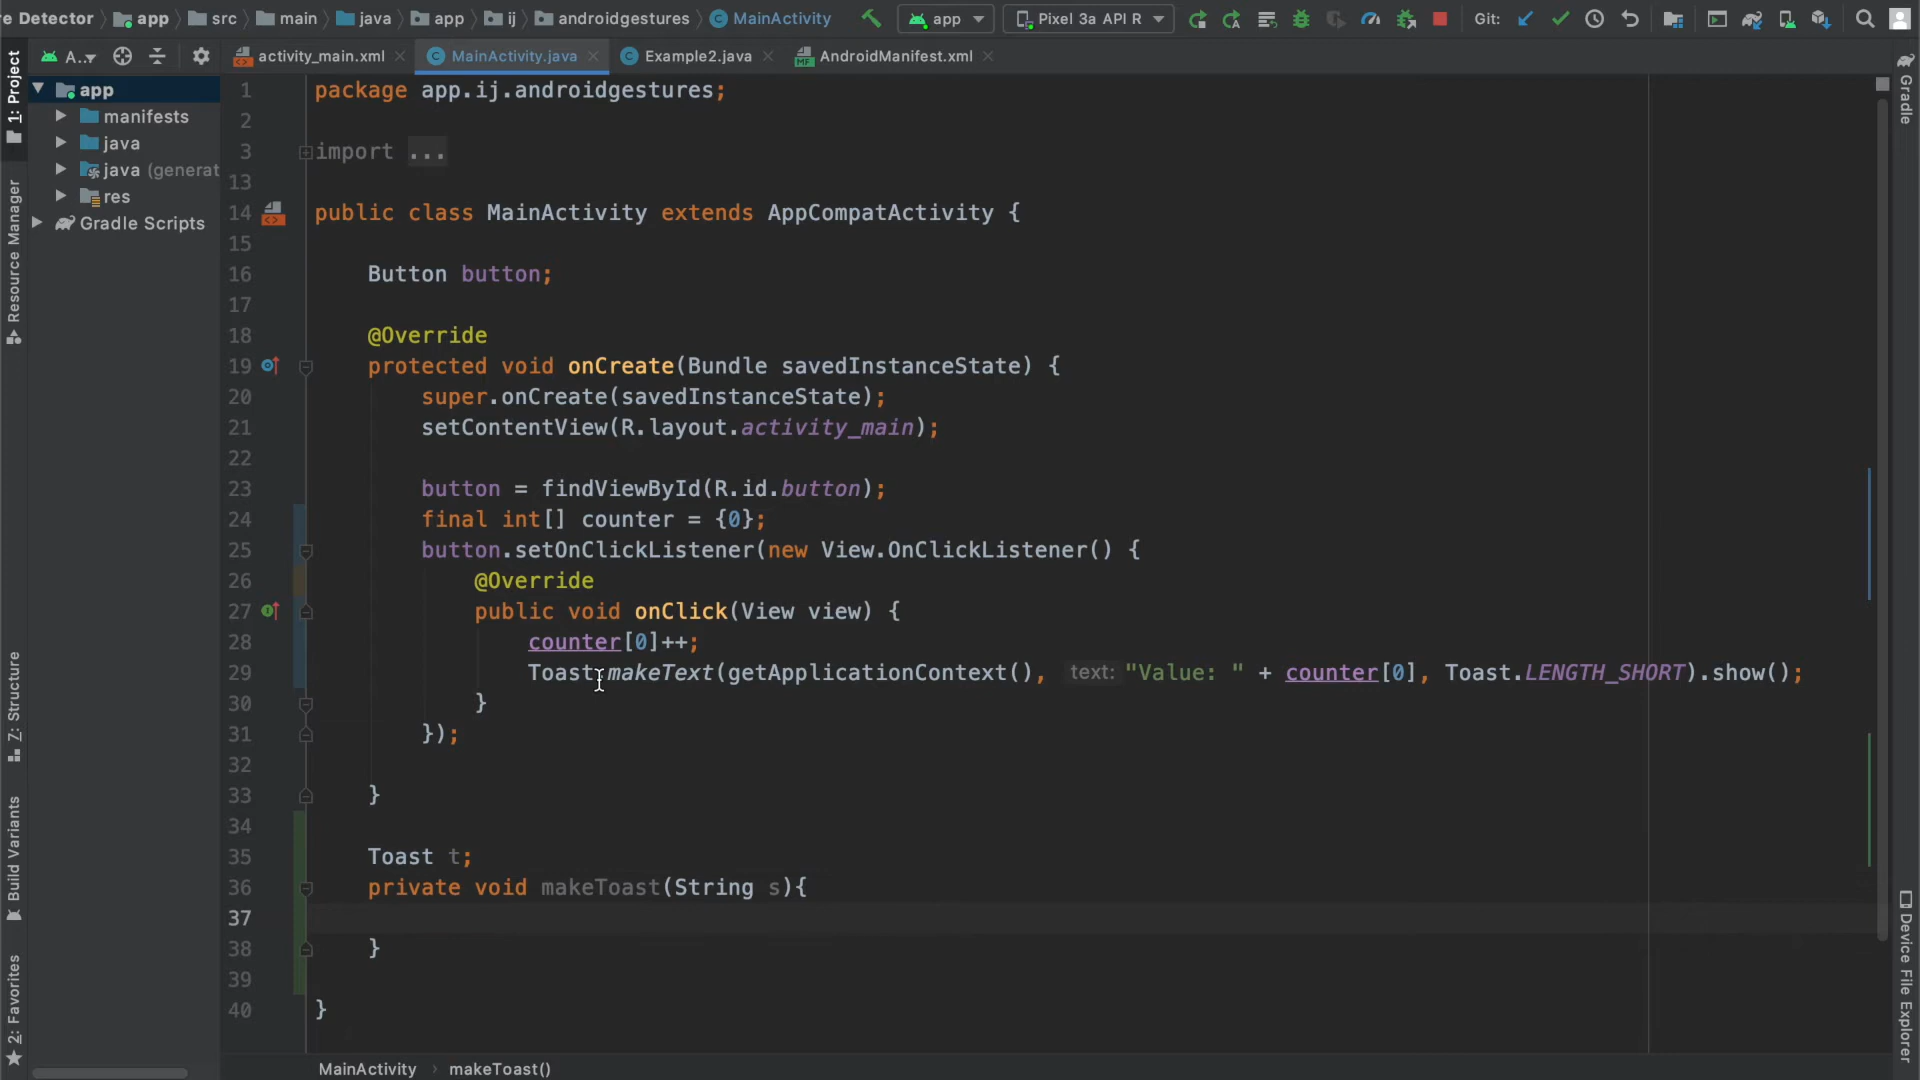 re Detector app src main java app ij androidgestures MainActivity app Pixel 3a API R Git:
A.. activity_main.xml MainActivity.java Example2.java AndroidManifest.xml
1: Project
Resource Manager
Z: Structure
Build Variants
2: Favorites
app
manifests
java
java (generat
res
Gradle Scripts
1 package app.ij.androidgestures;
2
3 import ...
13
14 public class MainActivity extends AppCompatActivity {
15
16 Button button;
17
18 @Override
19 protected void onCreate(Bundle savedInstanceState) {
20 super.onCreate(savedInstanceState);
21 setContentView(R.layout.activity_main);
22
23 button = findViewById(R.id.button);
24 final int[] counter = {0};
25 button.setOnClickListener(new View.OnClickListener() {
26 @Override
27 public void onClick(View view) {
28 counter[0]++;
29 Toast.makeText(getApplicationContext(), text: "Value: " + counter[0], Toast.LENGTH_SHORT).show();
30 }
31 });
32
33 }
34
35 Toast t;
36 private void makeToast(String s){
37
38 }
39
40 }
Gradle
Device File Explorer
MainActivity › makeToast()